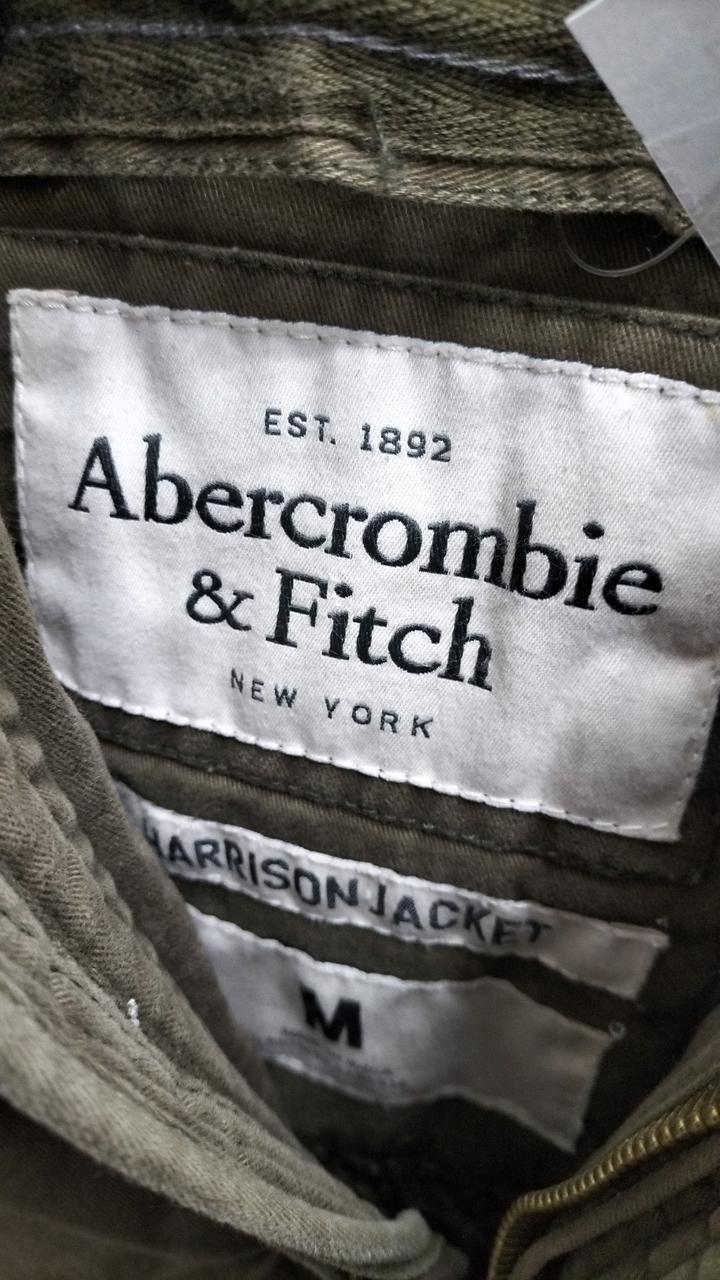 EST. 1892
Abercrombie
& Fitch
NEW YORK
HARRISON JACKET
M